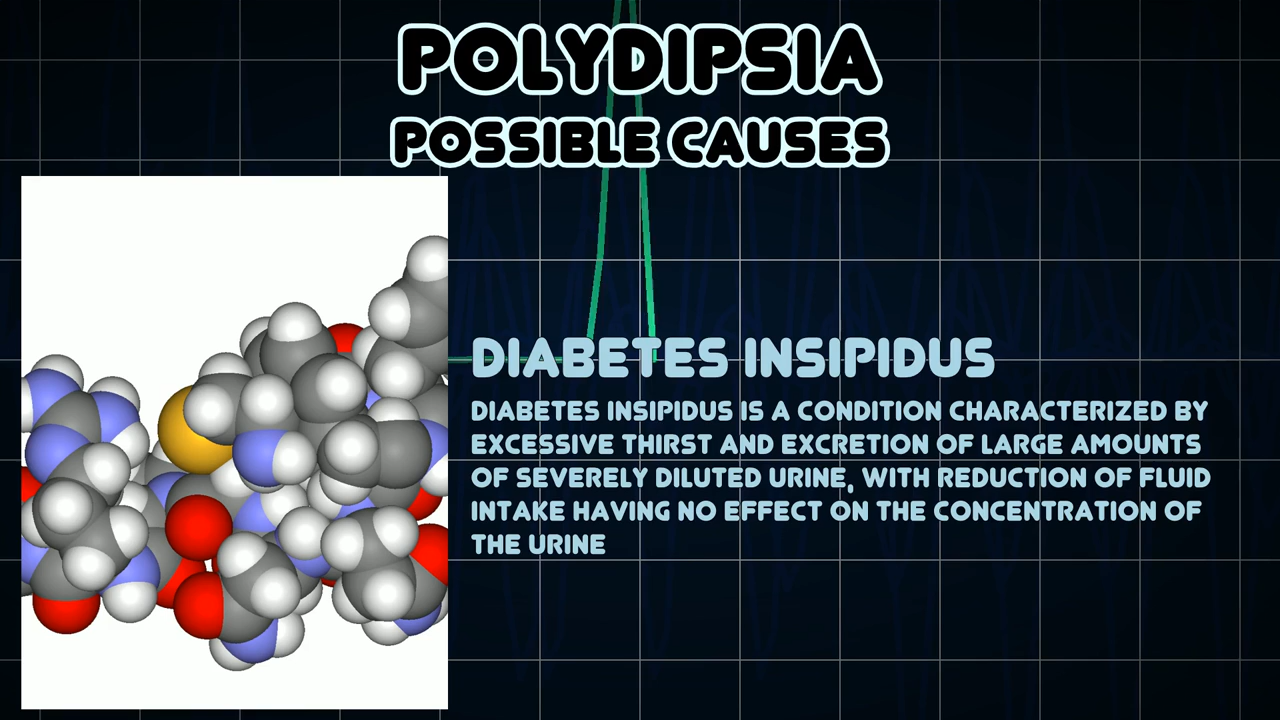 POLYDIPSIA
POSSIBLE CAUSES
DIABETES INSIPIDUS
DIABETES INSIPIDUS IS A CONDITION CHARACTERIZED BY
EXCESSIVE THIRST AND EXCRETION OF LARGE AMOUNTS
OF SEVERELY DILUTED URINE, WITH REDUCTION OF FLUID
INTAKE HAVING NO EFFECT ON THE CONCENTRATION OF
THE URINE